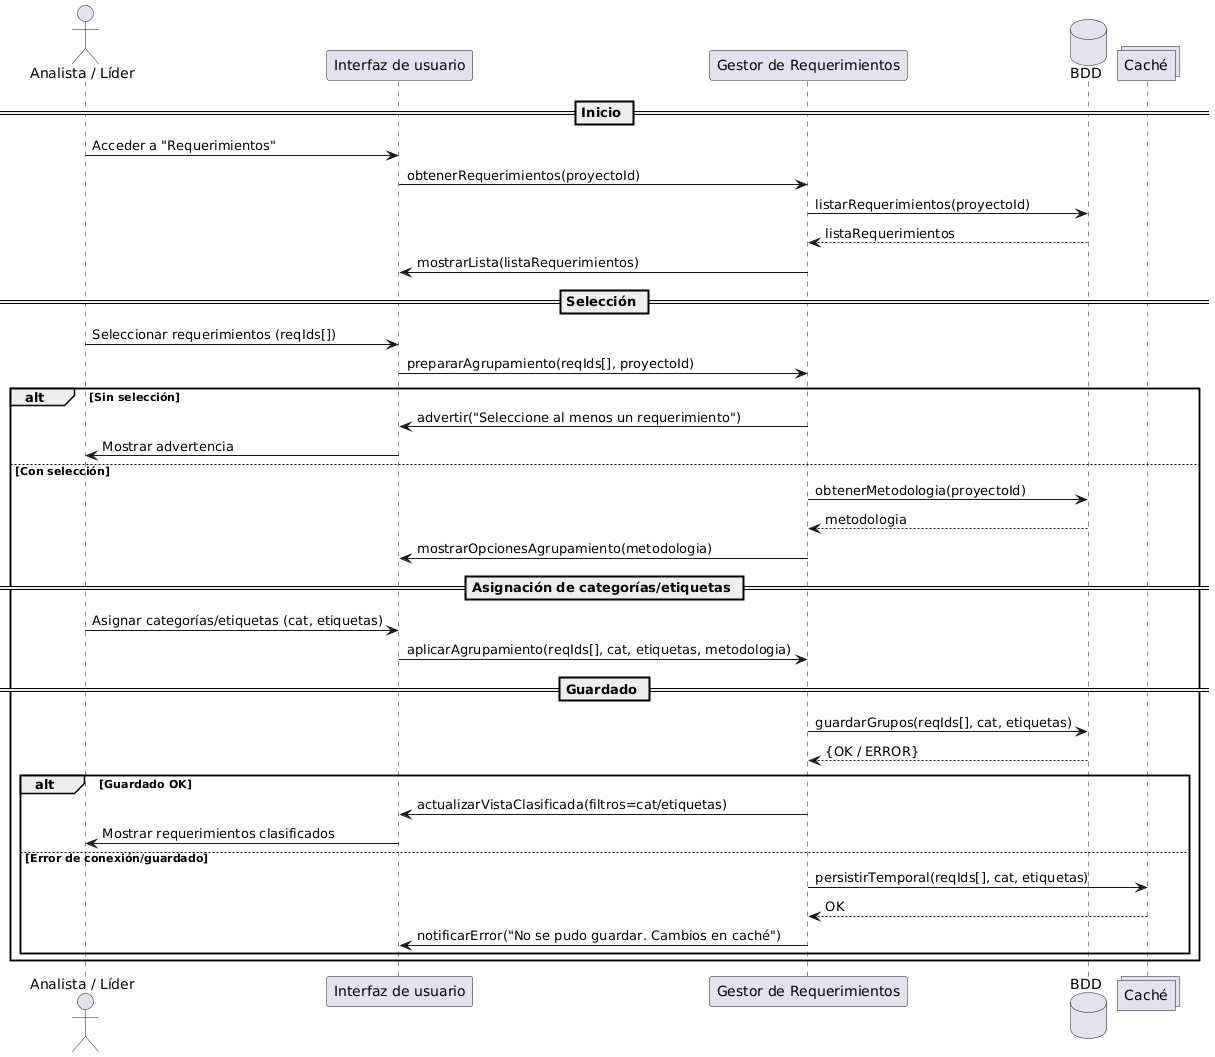 Analista / Líder
Interfaz de usuario
Gestor de Requerimientos
BDD
Caché
Inicio
Acceder a "Requerimientos"
obtenerRequerimientos(proyectoId)
listarRequerimientos(proyectoId)
listaRequerimientos
mostrarLista(listaRequerimientos)
Selección
Seleccionar requerimientos (reqIds[])
prepararAgrupamiento(reqIds[], proyectoId)
alt [Sin selección]
advertir("Seleccione al menos un requerimiento")
Mostrar advertencia
[Con selección]
obtenerMetodologia(proyectoId)
metodologia
mostrarOpcionesAgrupamiento(metodologia)
Asignación de categorías/etiquetas
Asignar categorías/etiquetas (cat, etiquetas)
aplicarAgrupamiento(reqIds[], cat, etiquetas, metodologia)
Guardado
guardarGrupos(reqIds[], cat, etiquetas)
{OK / ERROR}
alt [Guardado OK]
actualizarVistaClasificada(filtros=cat/etiquetas)
Mostrar requerimientos clasificados
[Error de conexión/guardado]
persistirTemporal(reqIds[], cat, etiquetas)
OK
notificarError("No se pudo guardar. Cambios en caché")
Analista / Líder
Interfaz de usuario
Gestor de Requerimientos
BDD
Caché